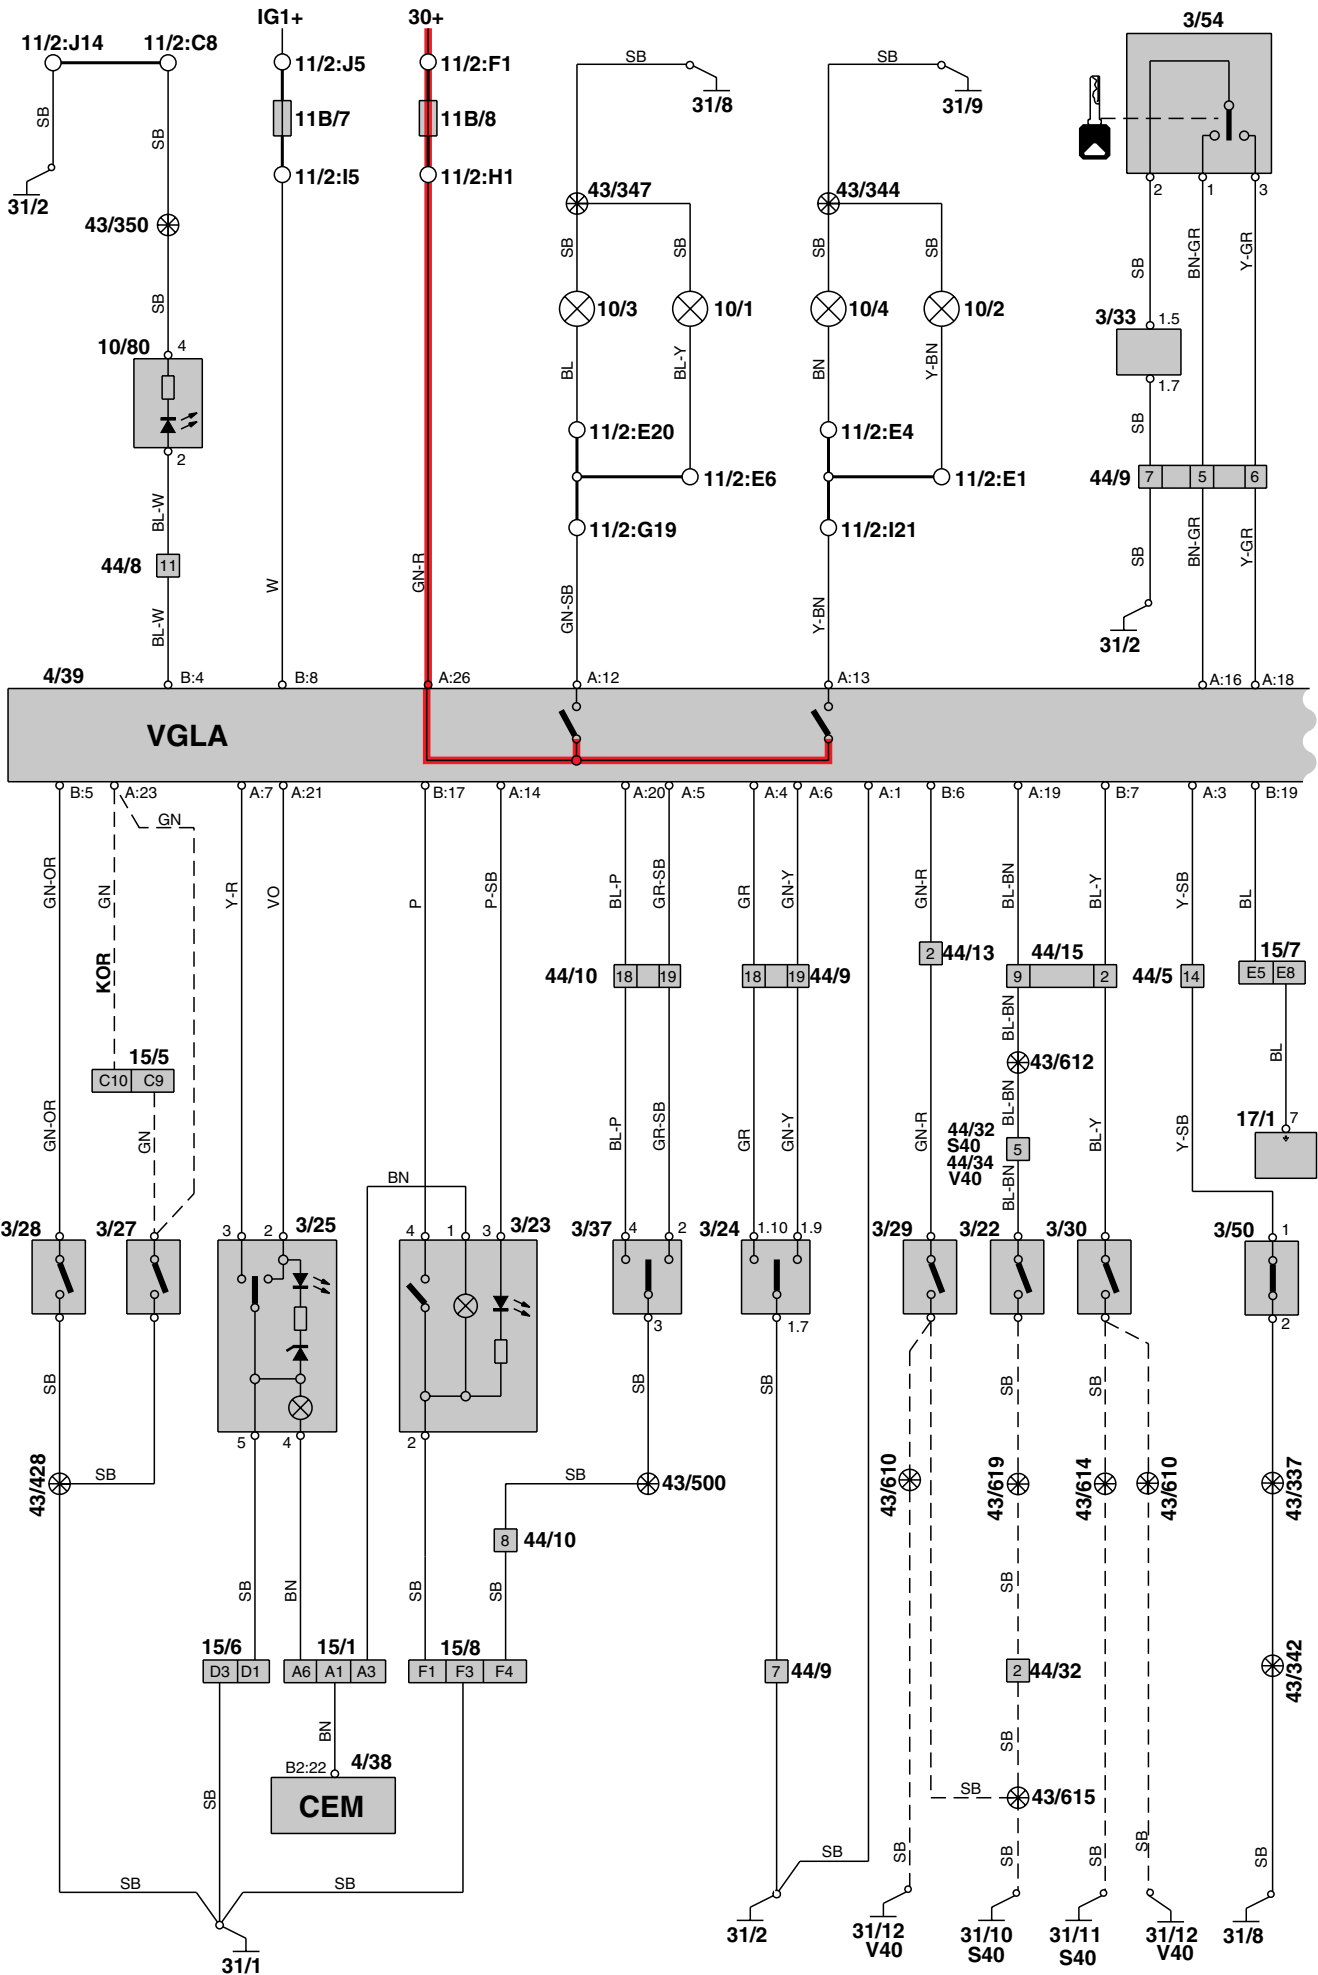 IG1+ 30+ 3/54
11/2:J14 11/2:C8 11/2:J5 11/2:F1 SB SB
31/8 31/9
SB SB 11B/7 11B/8
11/2:I5 11/2:H1
31/2 43/347 43/344 2 1 3
43/350
SB SB SB SB SB BN-GR Y-GR
SB
10/3 10/1 10/4 10/2 3/33 1.5
10/80 4
BL BL-Y BN Y-BN
1.7
SB
2 11/2:E20 11/2:E4
11/2:E6 11/2:E1 44/9 7 5 6
BL-W
11/2:G19 11/2:I21
44/8 11 W GN-R GN-SB Y-BN SB BN-GR Y-GR
BL-W
31/2
4/39 B:4 B:8 A:26 A:12 A:13 A:16 A:18
VGLA
B:5 A:23 A:7 A:21 B:17 A:14 A:20 A:5 A:4 A:6 A:1 B:6 A:19 B:7 A:3 B:19
GN
GN-OR GN Y-R VO P P-SB BL-P GR-SB GR GN-Y GN-R BL-BN BL-Y Y-SB BL
KOR
2 44/13 44/15 15/7
44/10 18 19 18 19 44/9 9 2 44/5 14 E5 E8
BL-BN
15/5 43/612 BL
C10 C9
GN-OR GN BL-P GR-SB GR GN-Y GN-R BL-BN BL-Y Y-SB
17/1 7
44/32
S40
44/34
V40
5
BL-BN
BN
3/28 3/27 3 2 3/25 4 1 3 3/23 3/37 4 2 3/24 1.10 1.9 3/29 3/22 3/30 3/50 1
3 1.7 2
SB SB SB SB SB
5 4 2
43/428 SB SB 43/500 43/610 43/619 43/614 43/610 43/337
8 44/10
SB BN SB SB SB
15/6 15/1 15/8
D3 D1 A6 A1 A3 F1 F3 F4 7 44/9 2 44/32 43/342
BN SB
B2:22 4/38
CEM
SB SB 43/615
SB SB SB SB SB SB
SB SB
31/1
31/2
31/12
V40
31/10
S40
31/11
S40
31/12
V40
31/8